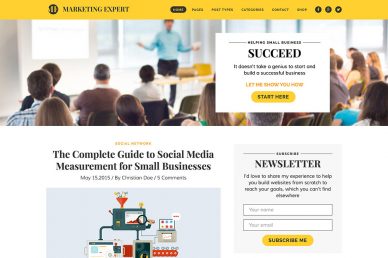 MARKETING EXPERT
HOME PAGES POST TYPES CATEGORIES CONTACT SHOP
HELPING SMALL BUSINESS
SUCCEED
It doesn't take a genius to start and
build a successful business
LET ME SHOW YOU HOW
START HERE
SOCIAL NETWORK
The Complete Guide to Social Media
Measurement for Small Businesses
May 15,2015 / By Christian Doe / 5 Comments
SUBSCRIBE
NEWSLETTER
I'd love to share my experience to help
you build websites from scratch to
reach your goals, which you can't find
elsewhere
Your name
Your email
SUBSCRIBE ME